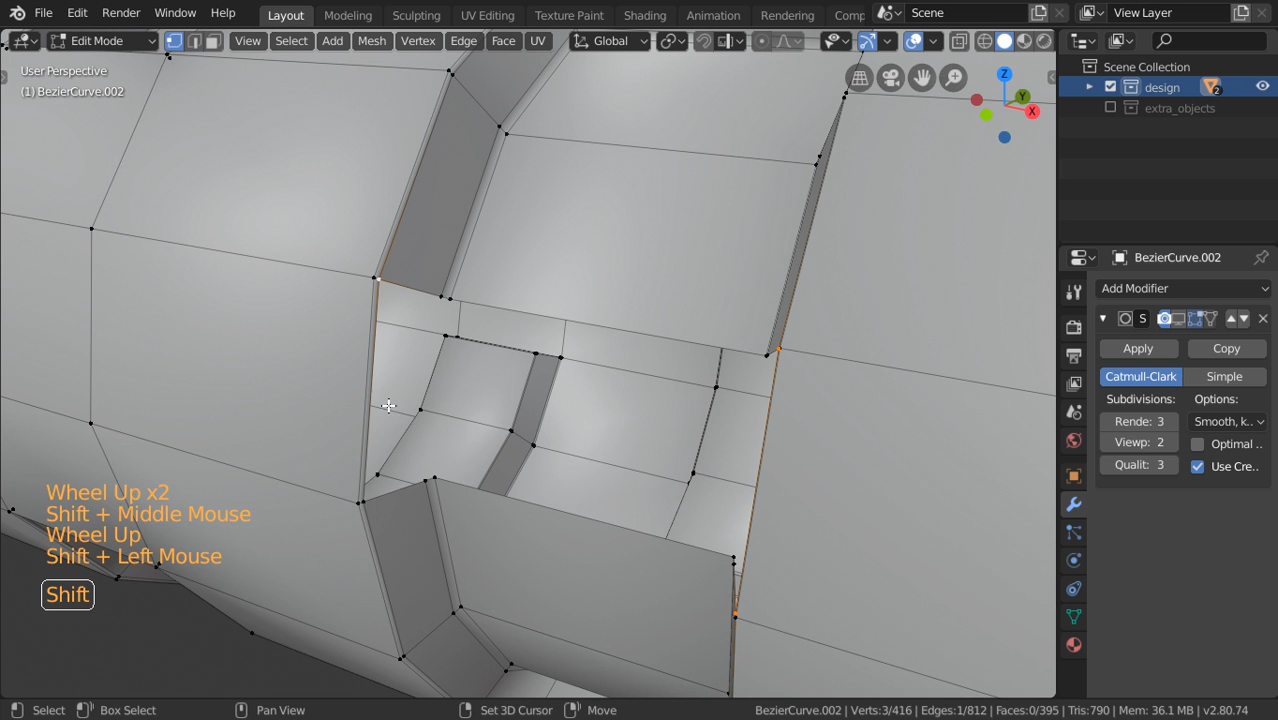 File Edit Render Window Help Layout Modeling Sculpting UV Editing Texture Paint Shading Animation Rendering Comp Scene View Layer
Edit Mode View Select Add Mesh Vertex Edge Face UV Global
User Perspective
(1) BezierCurve.002
Z
Y
X
Scene Collection
design 2
extra_objects
BezierCurve.002
Add Modifier
S
Apply Copy
Catmull-Clark Simple
Subdivisions: Options:
Rende: 3 Smooth, k..
Viewp: 2 Optimal ..
Qualit: 3 Use Cre..
Wheel Up x2
Shift + Middle Mouse
Wheel Up
Shift + Left Mouse
Shift
Select Box Select Pan View Set 3D Cursor Move BezierCurve.002 | Verts:3/416 | Edges:1/812 | Faces:0/395 | Tris:790 | Mem: 36.1 MB | v2.80.74